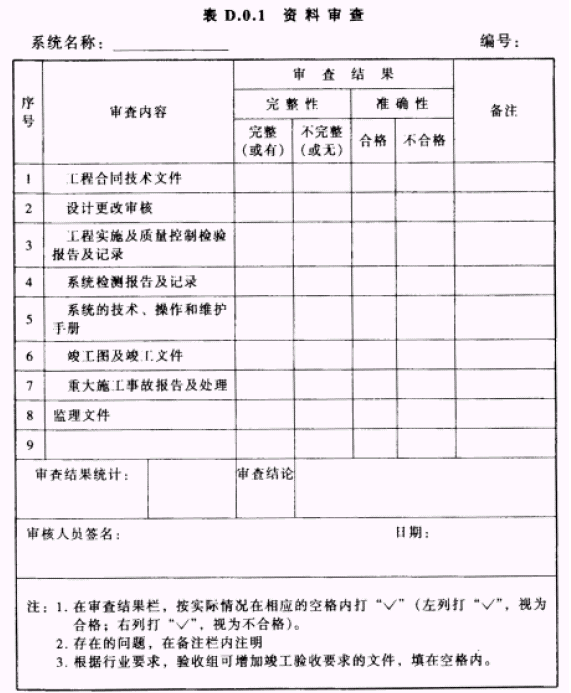 表 D.0.1 资料审查
系统名称：
编号：
序号
审查内容
审查结果
备注
完整性
准确性
完整（或有）
不完整（或无）
合格
不合格
1 工程合同技术文件
2 设计更改审核
3 工程实施及质量控制检验
报告及记录
4 系统检测报告及记录
5 系统的技术、操作和维护
手册
6 竣工图及竣工文件
7 重大施工事故报告及处理
8 监理文件
9
审查结果统计：
审查结论
审核人员签名：
日期：
注：1. 在审查结果栏，按实际情况在相应的空格内打“✓”（左列打“✓”，视为
合格；右列打“✓”，视为不合格）。
2. 存在的问题，在备注栏内注明
3. 根据行业要求，验收组可增加竣工验收要求的文件，填在空格内。